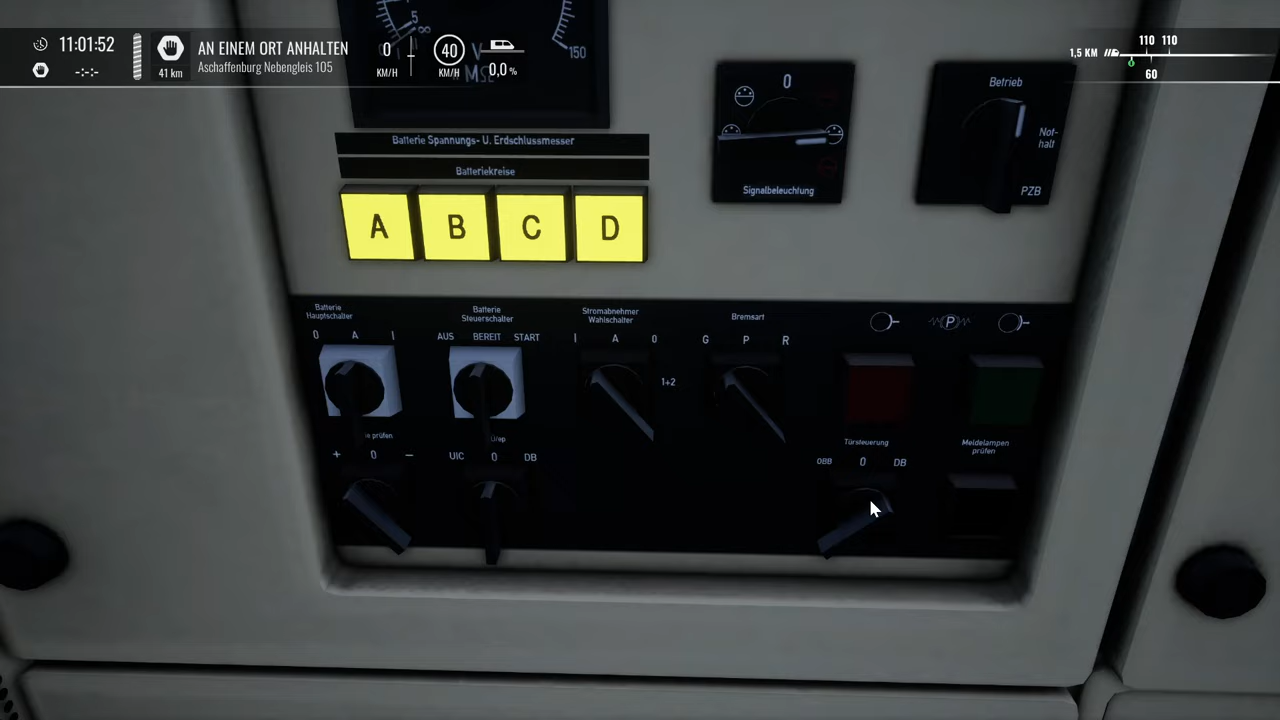 11:01:52
-:-:-
41 km
AN EINEM ORT ANHALTEN
Aschaffenburg Nebengleis 105
0
KM/H
40
KM/H
0,0 %
1,5 KM
110 110
60
5
∞
V
150
Batterie Spannungs- U. Erdschlussmesser
Batteriekreise
A B C D
0
Signalbeleuchtung
Betrieb
Not-
halt
PZB
Batterie
Hauptschalter
0 A I
Batterie
Steuerschalter
AUS BEREIT START
Stromabnehmer
Wahlschalter
I A 0
1+2
Bremsart
G P R
P
prüfen
+ 0 -
UIC 0 DB
Türsteuerung
ÖBB 0 DB
Meldelampen
prüfen